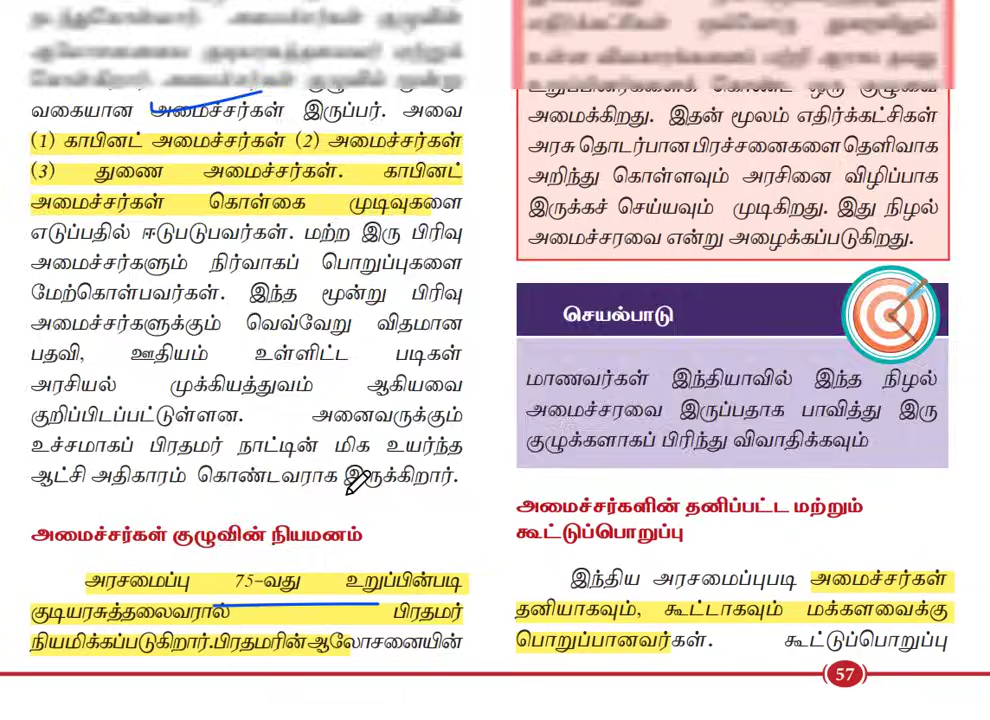 வகையான அமைச்சர்கள் இருப்பர். அவை
(1) காபினட் அமைச்சர்கள் (2) அமைச்சர்கள்
(3) துணை அமைச்சர்கள். காபினட்
அமைச்சர்கள் கொள்கை முடிவுகளை
எடுப்பதில் ஈடுபடுபவர்கள். மற்ற இரு பிரிவு
அமைச்சர்களும் நிர்வாகப் பொறுப்புகளை
மேற்கொள்பவர்கள். இந்த மூன்று பிரிவு
அமைச்சர்களுக்கும் வெவ்வேறு விதமான
பதவி, ஊதியம் உள்ளிட்ட படிகள்
அரசியல் முக்கியத்துவம் ஆகியவை
குறிப்பிடப்பட்டுள்ளன. அனைவருக்கும்
உச்சமாகப் பிரதமர் நாட்டின் மிக உயர்ந்த
ஆட்சி அதிகாரம் கொண்டவராக இருக்கிறார்.
அமைச்சர்கள் குழுவின் நியமனம்
அரசமைப்பு 75-வது உறுப்பின்படி
குடியரசுத்தலைவரால் பிரதமர்
நியமிக்கப்படுகிறார்.பிரதமரின்ஆலோசனையின்
உறுப்பினர்களைக் கொண்ட ஒரு குழுவை
அமைக்கிறது. இதன் மூலம் எதிர்க்கட்சிகள்
அரசு தொடர்பான பிரச்சனைகளை தெளிவாக
அறிந்து கொள்ளவும் அரசினை விழிப்பாக
இருக்கச் செய்யவும் முடிகிறது. இது நிழல்
அமைச்சரவை என்று அழைக்கப்படுகிறது.
செயல்பாடு
மாணவர்கள் இந்தியாவில் இந்த நிழல்
அமைச்சரவை இருப்பதாக பாவித்து இரு
குழுக்களாகப் பிரிந்து விவாதிக்கவும்
அமைச்சர்களின் தனிப்பட்ட மற்றும்
கூட்டுப்பொறுப்பு
இந்திய அரசமைப்புபடி அமைச்சர்கள்
தனியாகவும், கூட்டாகவும் மக்களவைக்கு
பொறுப்பானவர்கள். கூட்டுப்பொறுப்பு
57